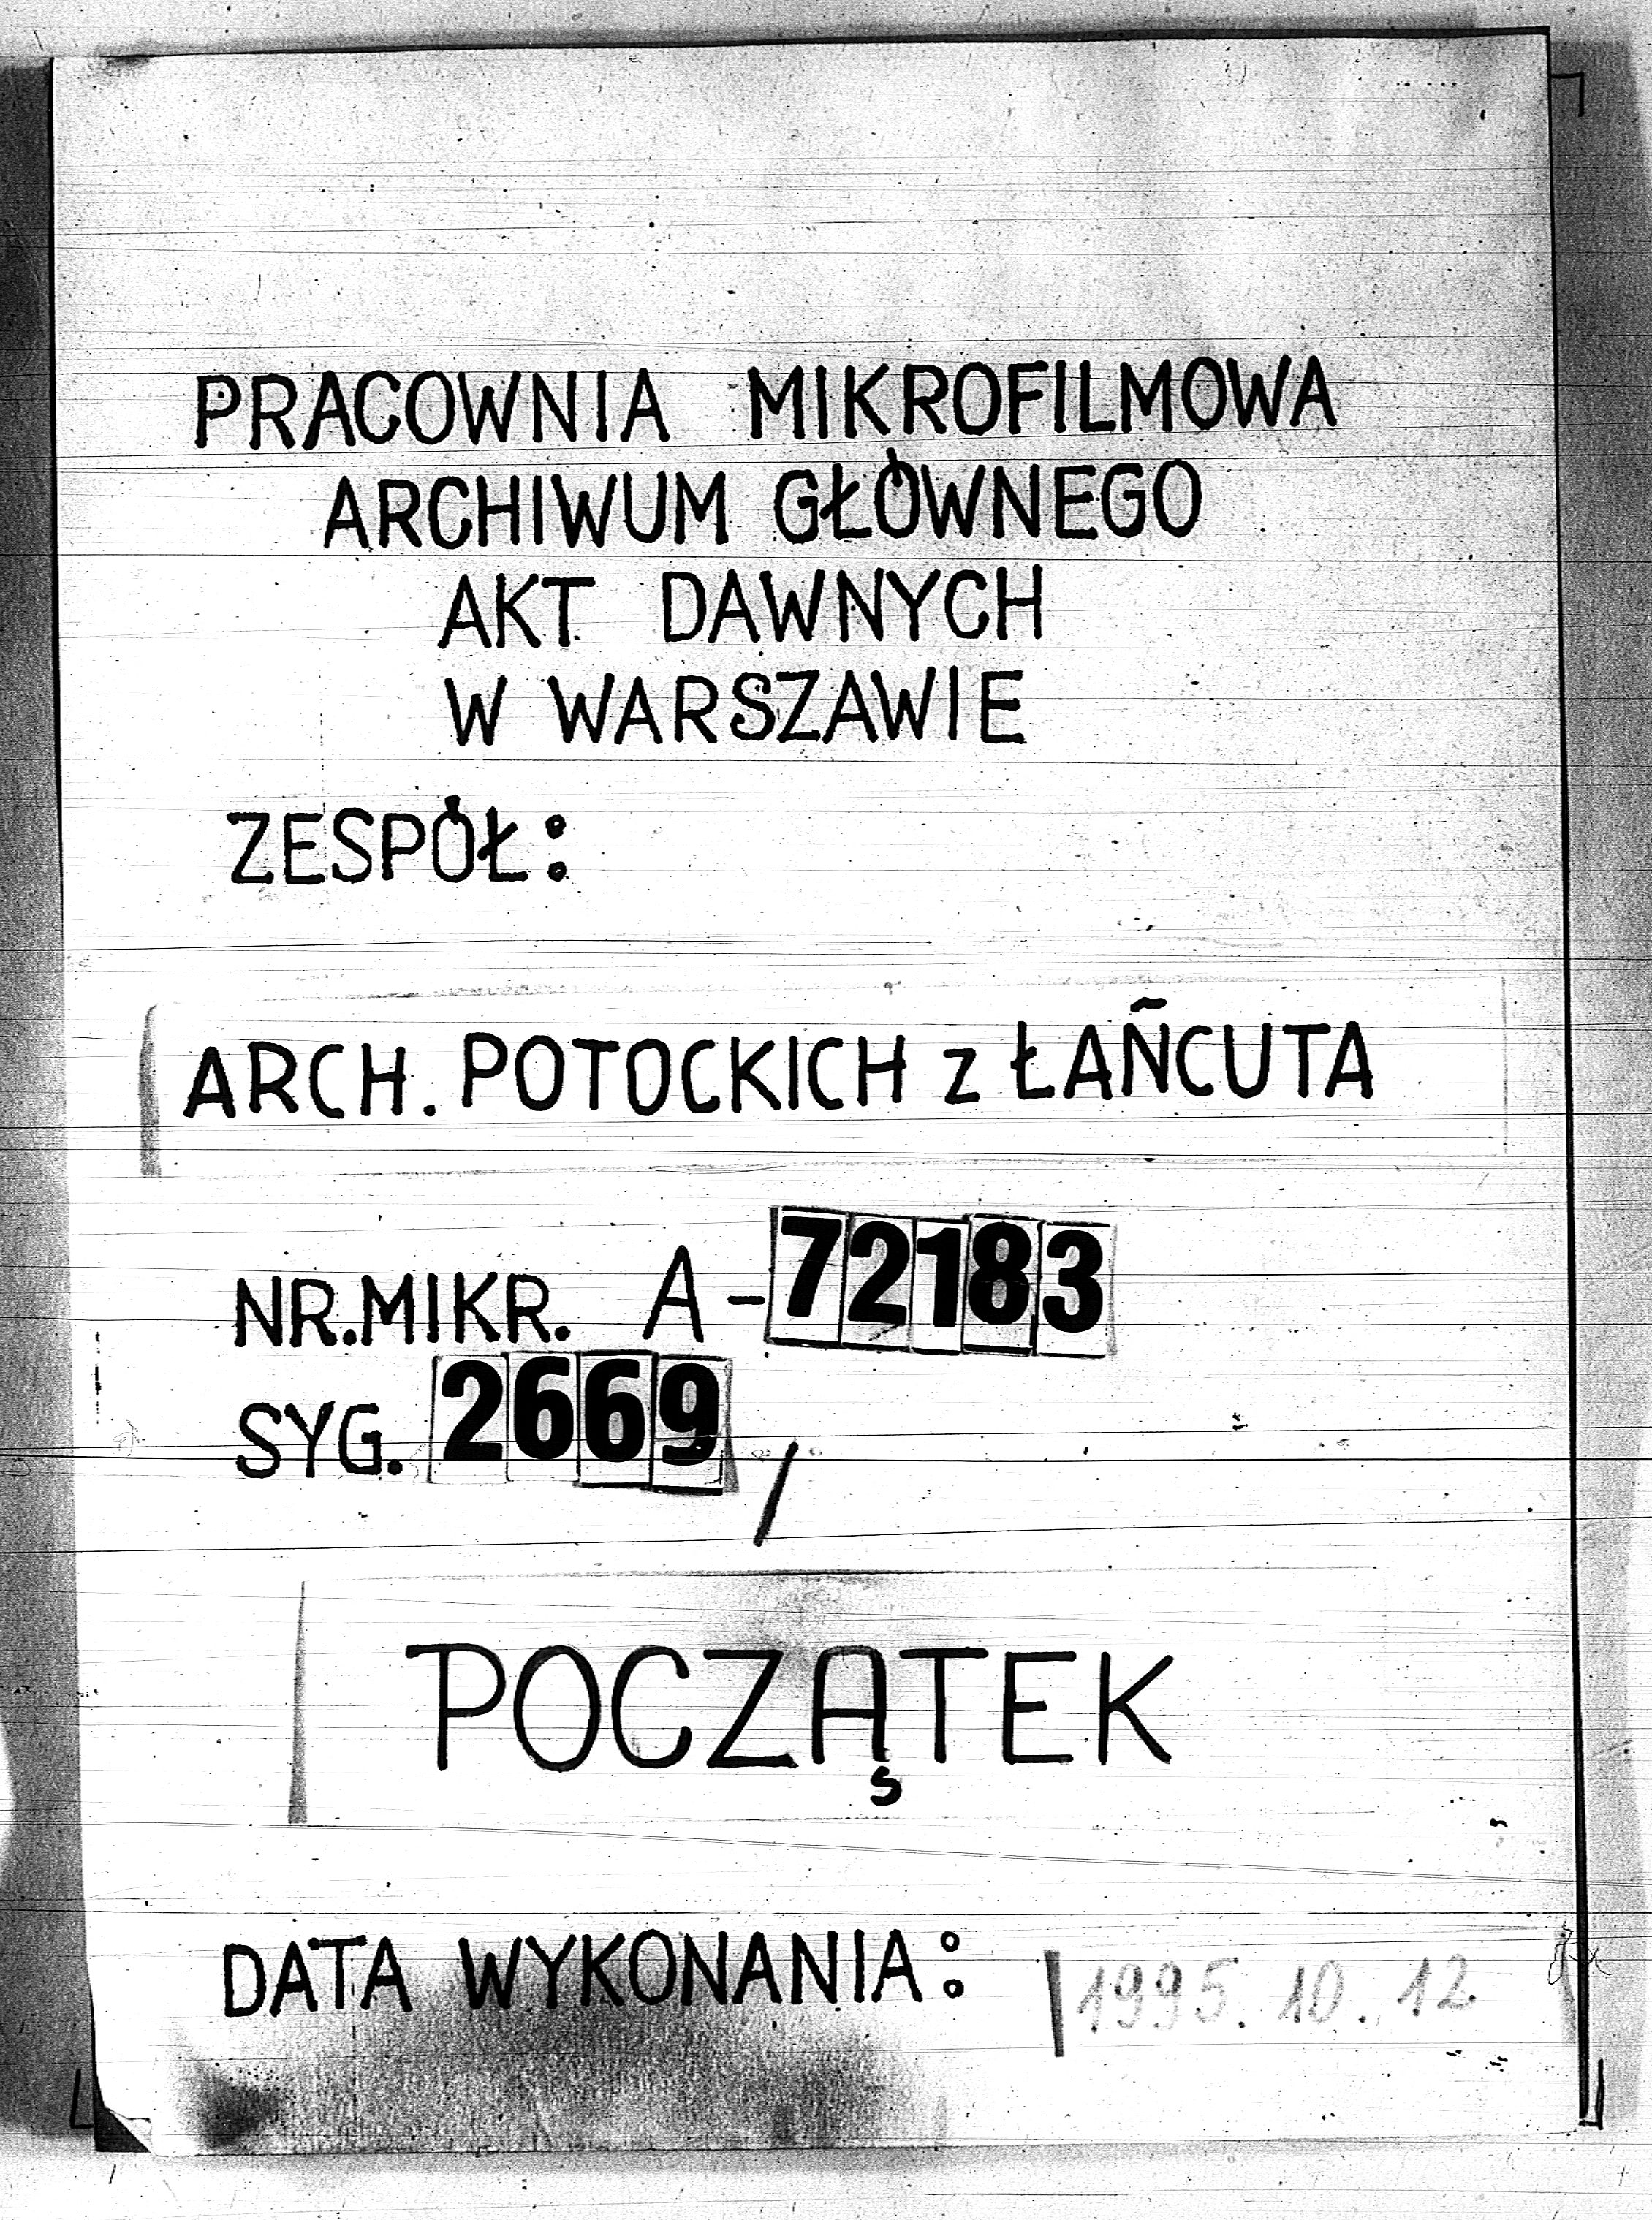 PRACOWNIA MIKROFILMOWA
ARCHIWUM GŁÓWNEGO
AKT DAWNYCH
W WARSZAWIE
ZESPÓŁ:
ARCH. POTOCKICH z ŁAŃCUTA
NR.MIKR. A-72183
SYG. 2669 /
POCZĄTEK
DATA WYKONANIA: 1995.10.12